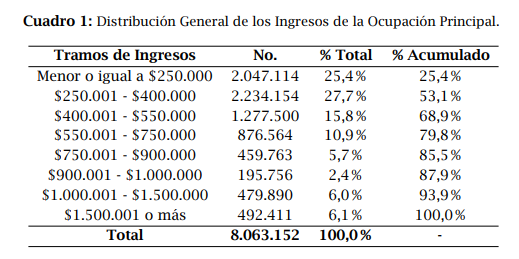 Cuadro 1: Distribución General de los Ingresos de la Ocupación Principal.
Tramos de Ingresos No. % Total % Acumulado
Menor o igual a $250.000 2.047.114 25,4% 25,4%
$250.001 - $400.000 2.234.154 27,7% 53,1%
$400.001 - $550.000 1.277.500 15,8% 68,9%
$550.001 - $750.000 876.564 10,9% 79,8%
$750.001 - $900.000 459.763 5,7% 85,5%
$900.001 - $1.000.000 195.756 2,4% 87,9%
$1.000.001 - $1.500.000 479.890 6,0% 93,9%
$1.500.001 o más 492.411 6,1% 100,0%
Total 8.063.152 100,0% -